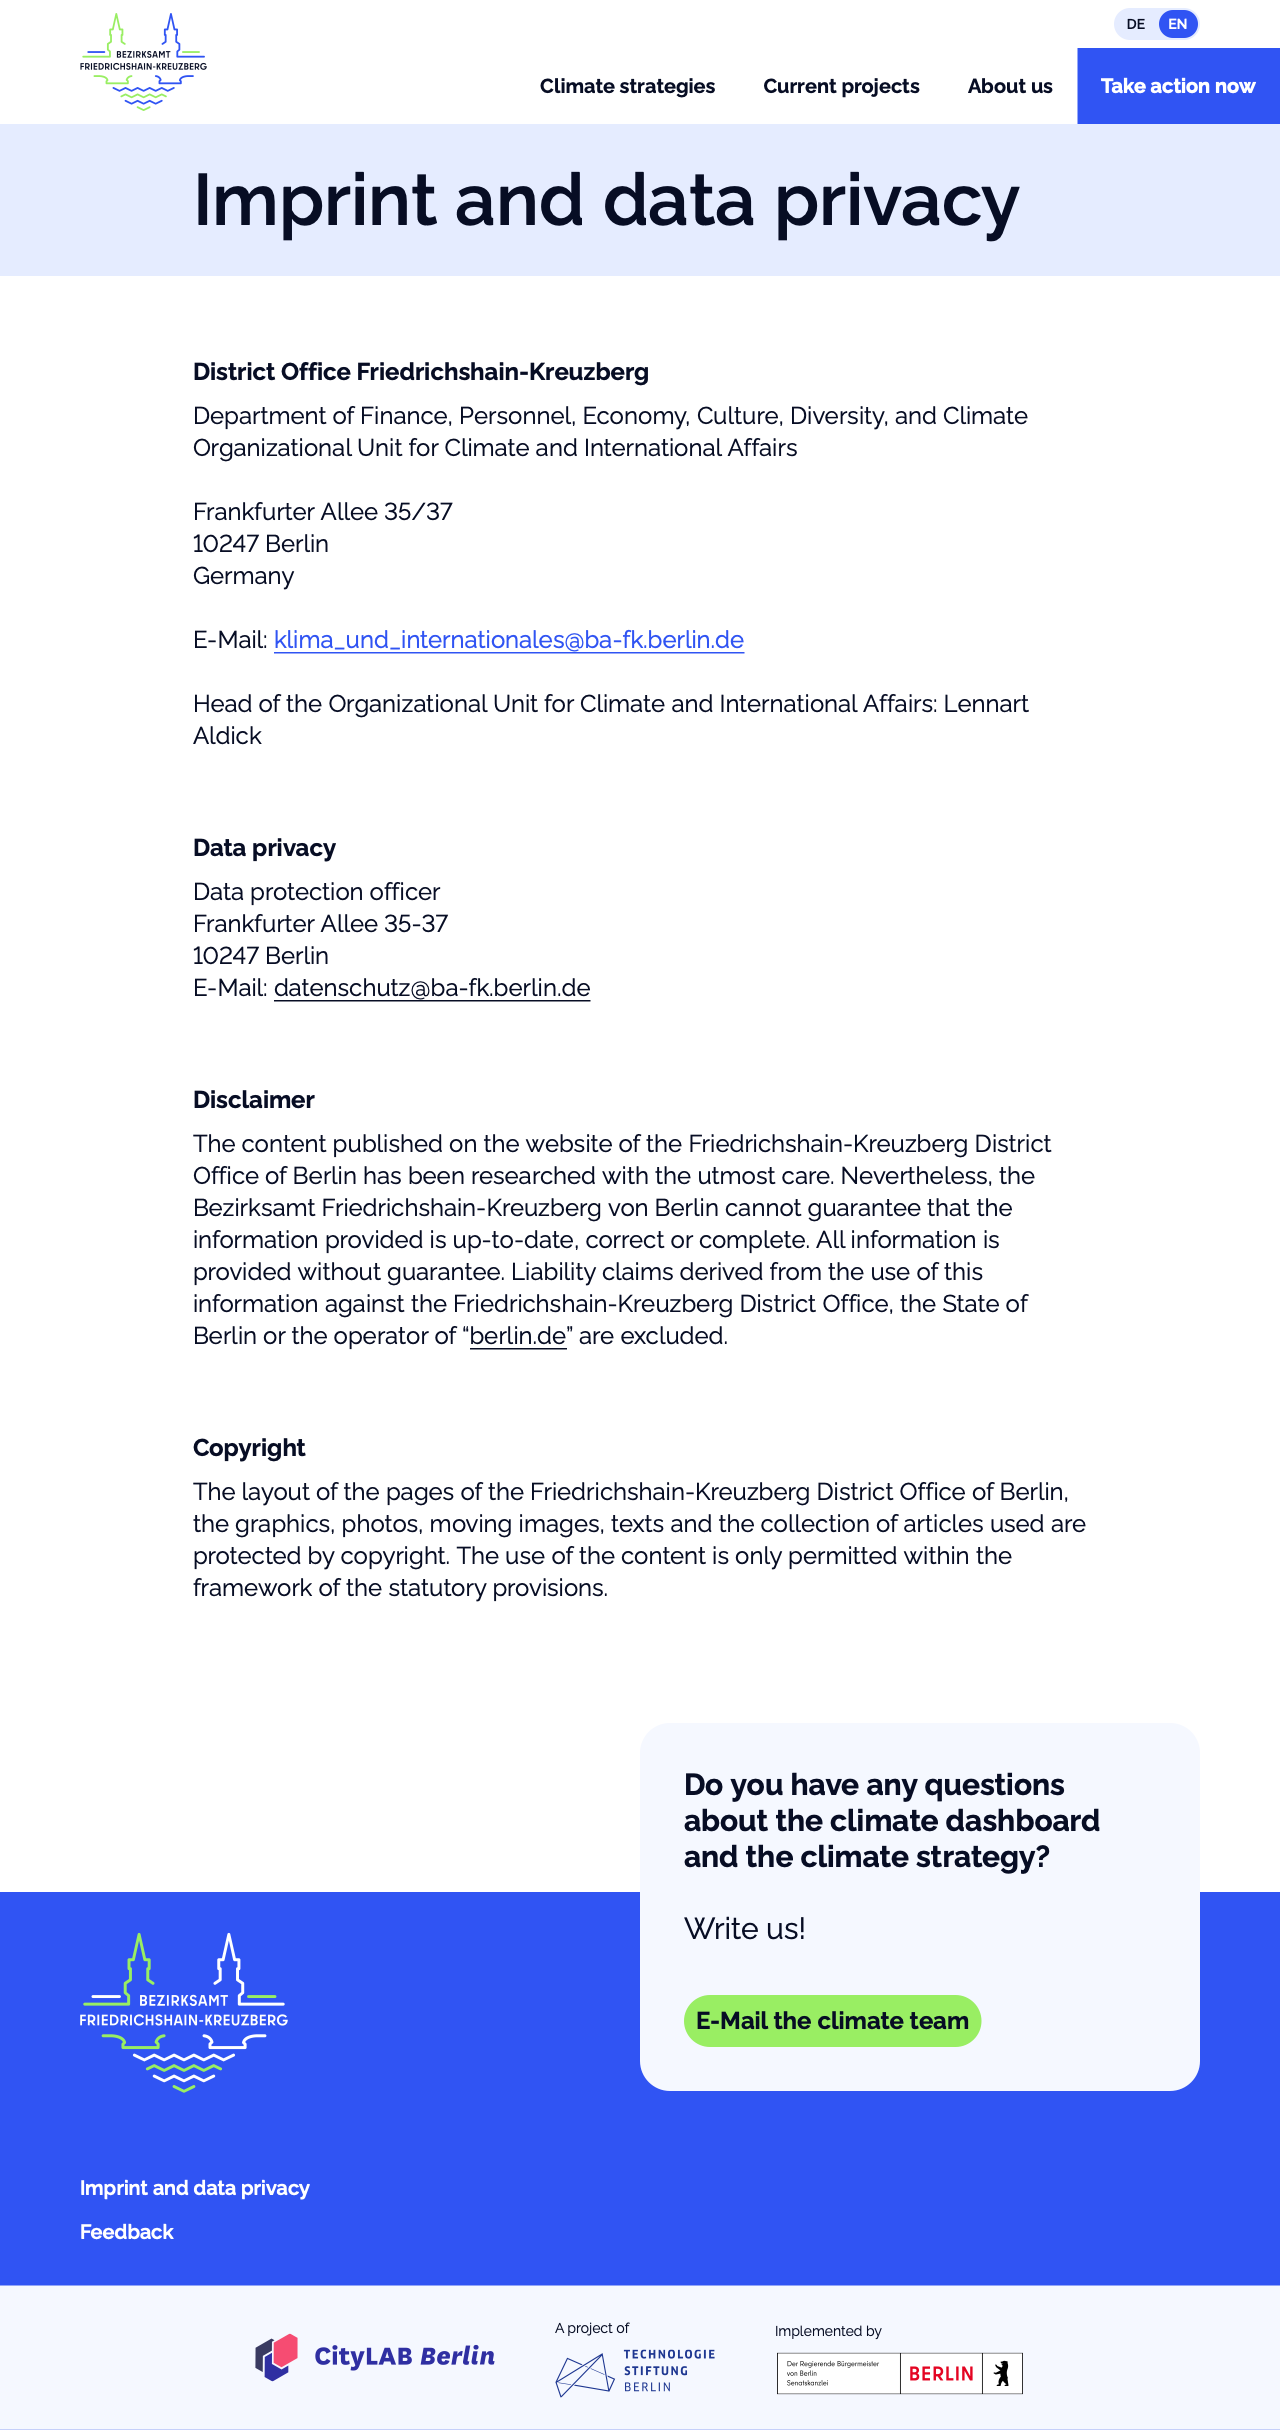 BEZIRKSAMT
FRIEDRICHSHAIN-KREUZBERG
DE EN
Climate strategies Current projects About us Take action now
Imprint and data privacy
District Office Friedrichshain-Kreuzberg
Department of Finance, Personnel, Economy, Culture, Diversity, and Climate
Organizational Unit for Climate and International Affairs
Frankfurter Allee 35/37
10247 Berlin
Germany
E-Mail: klima_und_internationales@ba-fk.berlin.de
Head of the Organizational Unit for Climate and International Affairs: Lennart
Aldick
Data privacy
Data protection officer
Frankfurter Allee 35-37
10247 Berlin
E-Mail: datenschutz@ba-fk.berlin.de
Disclaimer
The content published on the website of the Friedrichshain-Kreuzberg District
Office of Berlin has been researched with the utmost care. Nevertheless, the
Bezirksamt Friedrichshain-Kreuzberg von Berlin cannot guarantee that the
information provided is up-to-date, correct or complete. All information is
provided without guarantee. Liability claims derived from the use of this
information against the Friedrichshain-Kreuzberg District Office, the State of
Berlin or the operator of “berlin.de” are excluded.
Copyright
The layout of the pages of the Friedrichshain-Kreuzberg District Office of Berlin,
the graphics, photos, moving images, texts and the collection of articles used are
protected by copyright. The use of the content is only permitted within the
framework of the statutory provisions.
Do you have any questions
about the climate dashboard
and the climate strategy?
Write us!
E-Mail the climate team
BEZIRKSAMT
FRIEDRICHSHAIN-KREUZBERG
Imprint and data privacy
Feedback
CityLAB Berlin
A project of
TECHNOLOGIE
STIFTUNG
BERLIN
Implemented by
Der Regierende Bürgermeister
von Berlin
Senatskanzlei
BERLIN